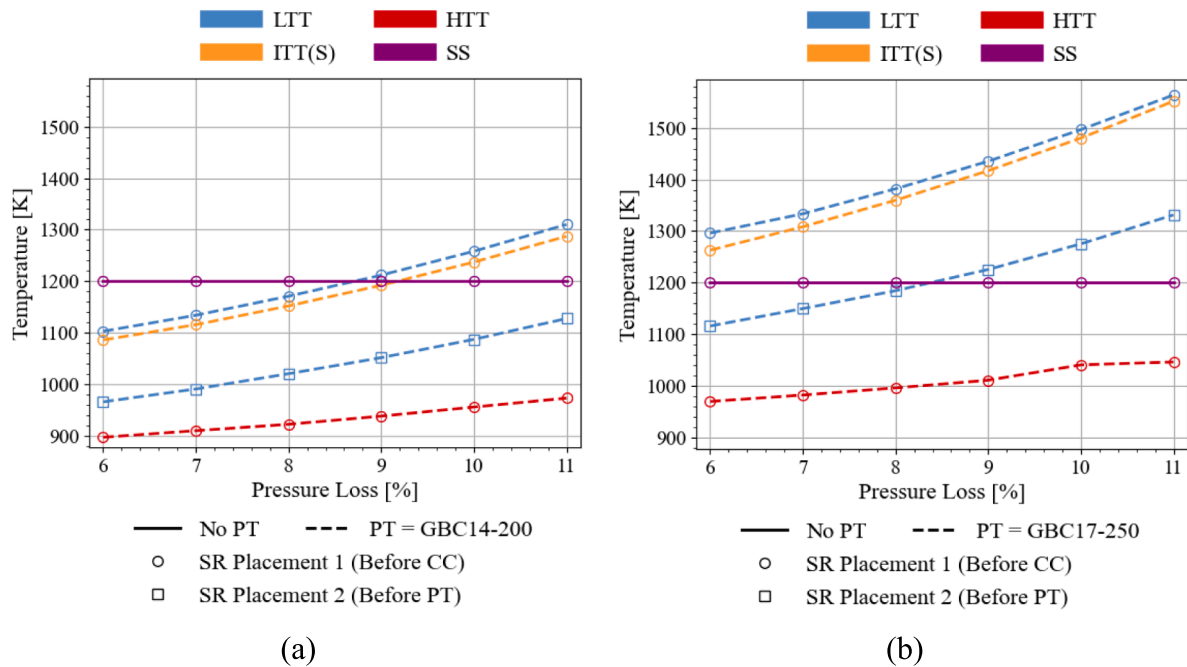 LTT HTT
ITT(S) SS
Temperature [K]
1500
1400
1300
1200
1100
1000
900
6 7 8 9 10 11
Pressure Loss [%]
No PT PT = GBC14-200
SR Placement 1 (Before CC)
SR Placement 2 (Before PT)
(a)
LTT HTT
ITT(S) SS
Temperature [K]
1500
1400
1300
1200
1100
1000
900
6 7 8 9 10 11
Pressure Loss [%]
No PT PT = GBC17-250
SR Placement 1 (Before CC)
SR Placement 2 (Before PT)
(b)